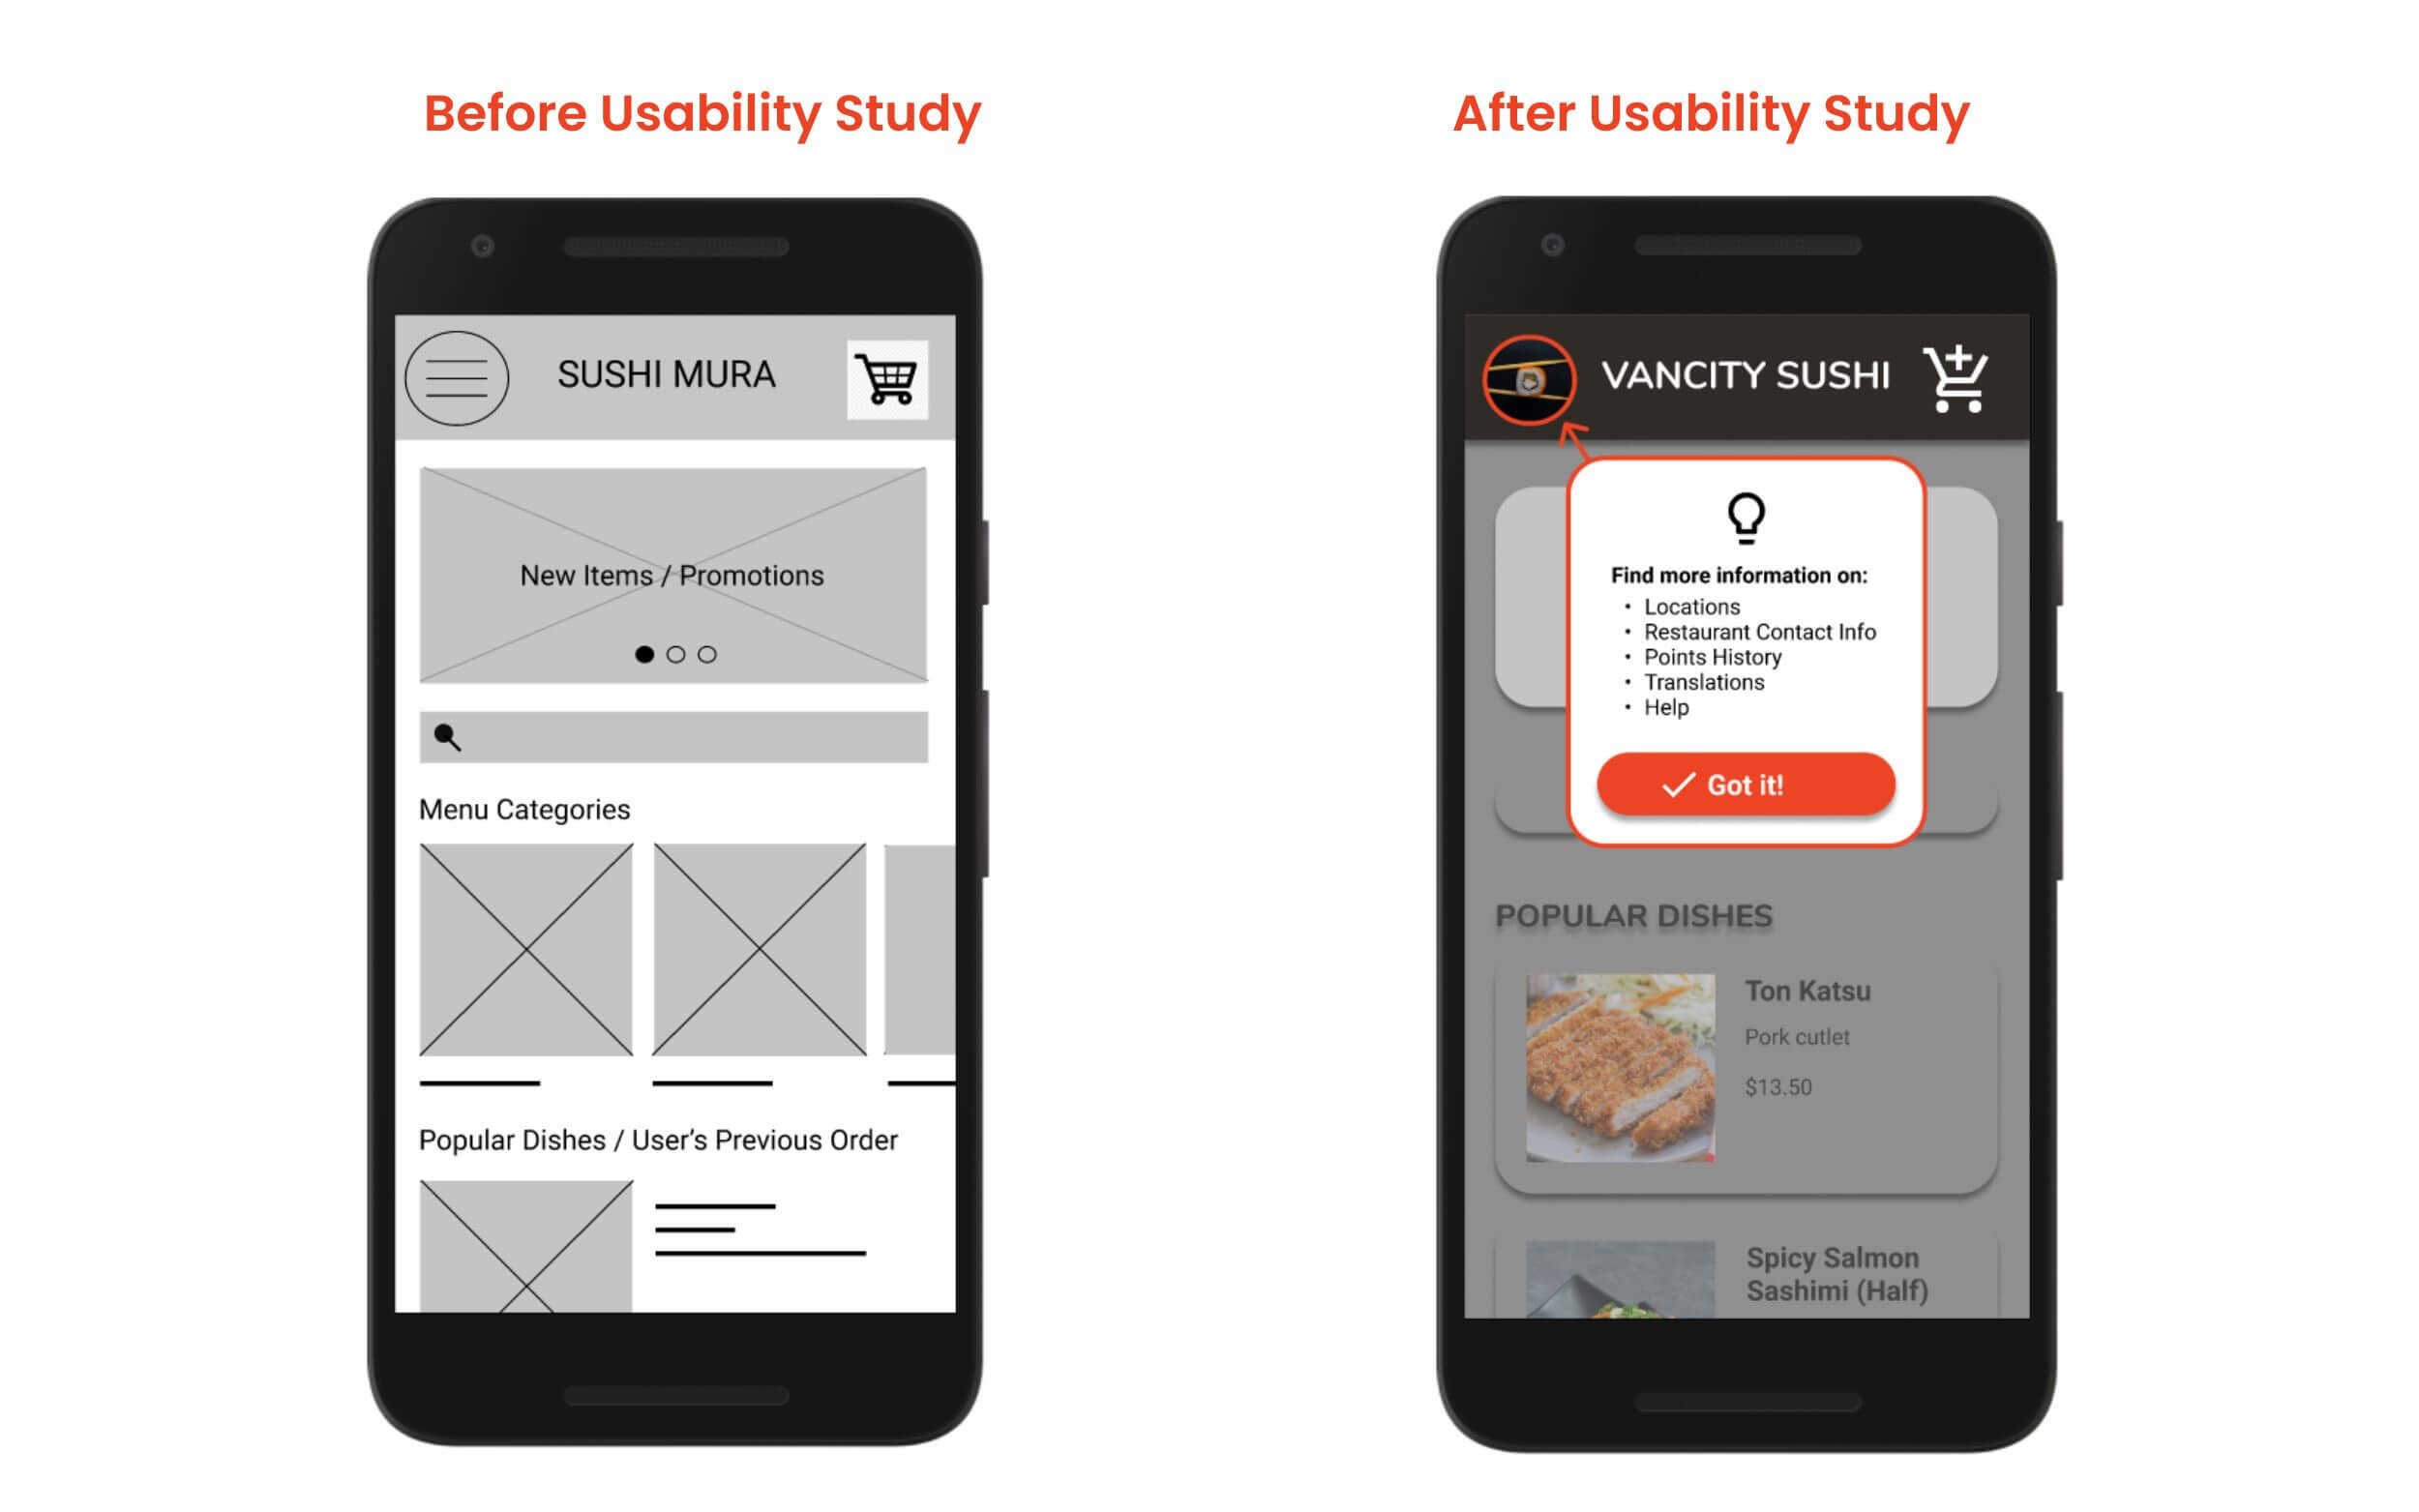 Before Usability Study
After Usability Study
SUSHI MURA
New Items / Promotions
Menu Categories
Popular Dishes / User’s Previous Order
VANCITY SUSHI
Find more information on:
• Locations
• Restaurant Contact Info
• Points History
• Translations
• Help
Got it!
POPULAR DISHES
Ton Katsu
Pork cutlet
$13.50
Spicy Salmon
Sashimi (Half)